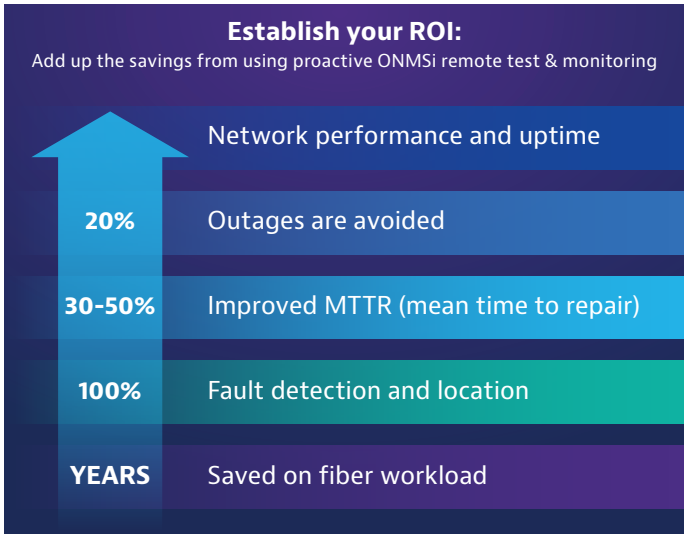 Establish your ROI:
Add up the savings from using proactive ONMSi remote test & monitoring
Network performance and uptime
20% Outages are avoided
30-50% Improved MTTR (mean time to repair)
100% Fault detection and location
YEARS Saved on fiber workload